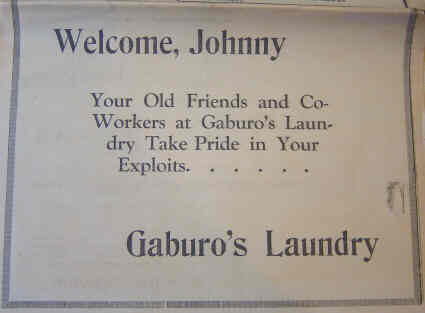 Welcome, Johnny
Your Old Friends and Co-
Workers at Gaburo's Laun-
dry Take Pride in Your
Exploits. . . . . .
Gaburo's Laundry